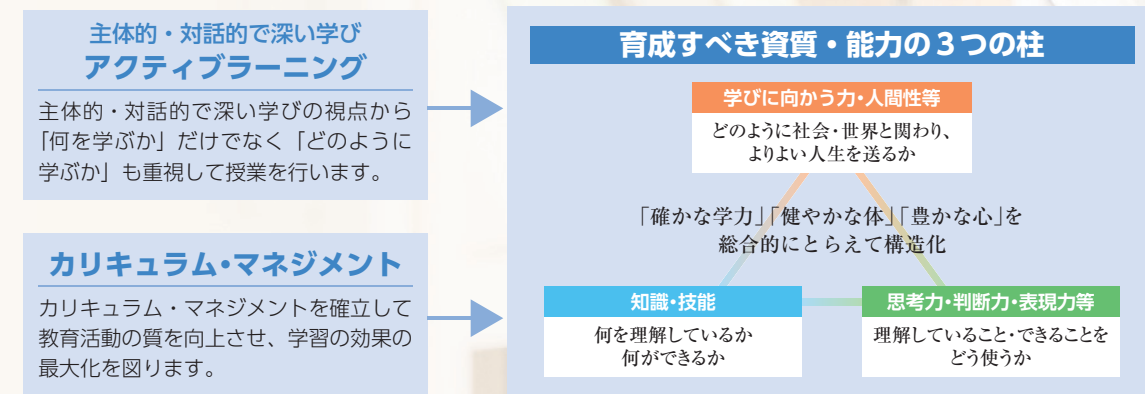 主体的・対話的で深い学び
アクティブラーニング
主体的・対話的で深い学びの視点から
「何を学ぶか」だけでなく「どのように
学ぶか」も重視して授業を行います。
カリキュラム・マネジメント
カリキュラム・マネジメントを確立して
教育活動の質を向上させ、学習の効果の
最大化を図ります。
育成すべき資質・能力の3つの柱
学びに向かう力・人間性等
どのように社会・世界と関わり、
よりよい人生を送るか
「確かな学力」「健やかな体」「豊かな心」を
総合的にとらえて構造化
知識・技能
何を理解しているか
何ができるか
思考力・判断力・表現力等
理解していること・できることを
どう使うか